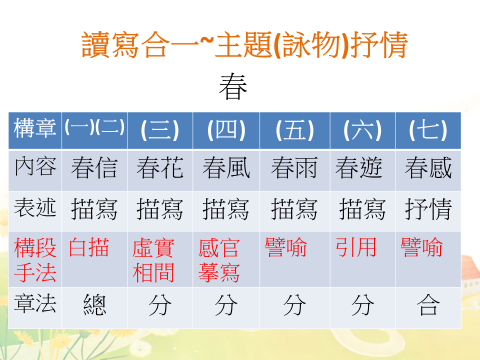 讀寫合一~主題(詠物)抒情
春
構章 (一)(二) (三) (四) (五) (六) (七)
內容 春信 春花 春風 春雨 春遊 春感
表述 描寫 描寫 描寫 描寫 描寫 抒情
構段手法 白描 虛實相間 感官摹寫 譬喻 引用 譬喻
章法 總 分 分 分 分 合